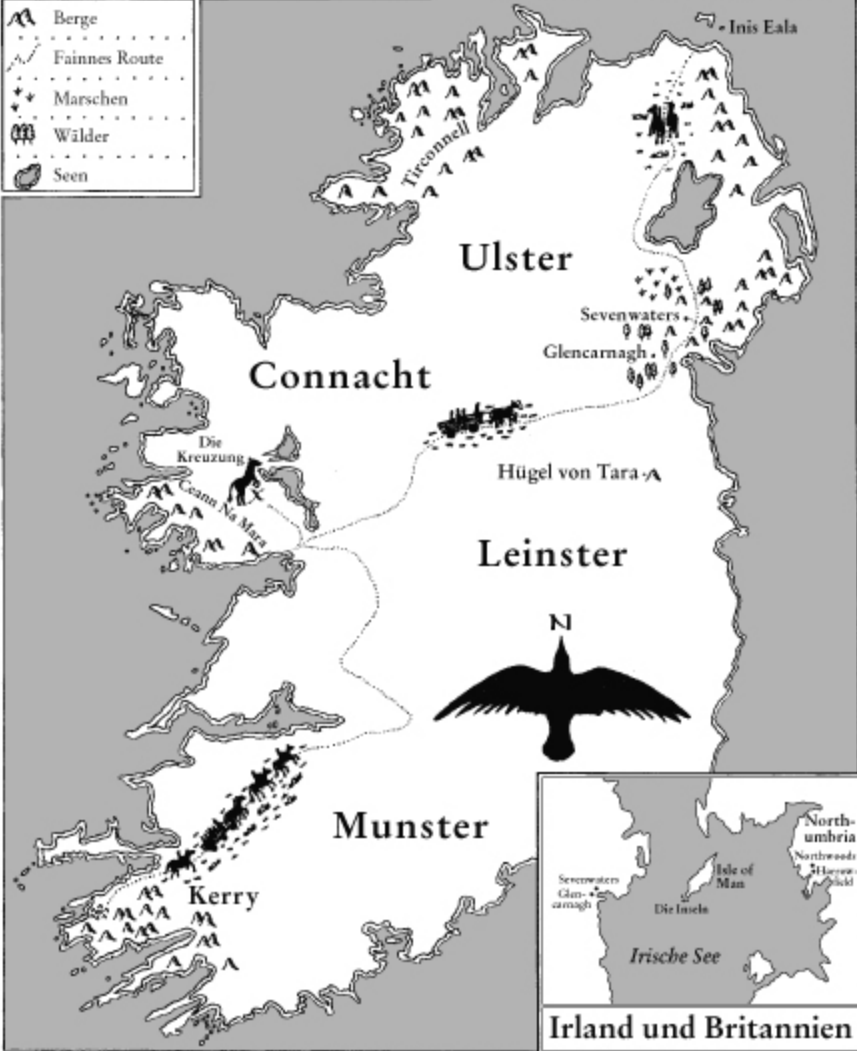 Berge
Fainnes Route
Marschen
Wälder
Seen
Inis Eala
Tirconnell
Ulster
Sevenwaters
Glencarnagh
Connacht
Die
Kreuzung
Ceann Na Mara
Hügel von Tara
Leinster
N
Munster
Kerry
North-
umbria
Northwoods
Harrow-
field
Isle of
Man
Sevenwaters
Glen-
carnagh
Die Inseln
Irische See
Irland und Britannien